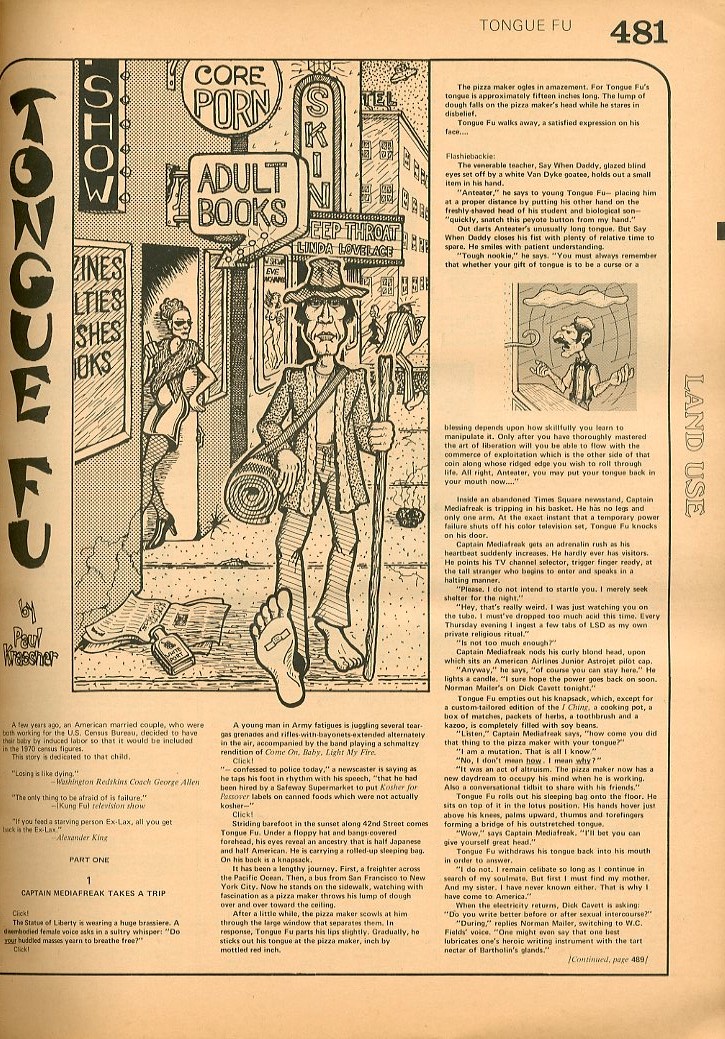 TONGUE FU
481
TONGUE FU
by
Paul
Krassner
SHOW
CORE
PORN
SKIN
TEL
ADULT
BOOKS
EEP THROAT
LINDA LOVELACE
EVE
ZINES
LTIES
SHES
OKS
LAND USE
A few years ago, an American married couple, who were
both working for the U.S. Census Bureau, decided to have
their baby by induced labor so that it would be included
in the 1970 census figures.
This story is dedicated to that child.
"Losing is like dying."
—Washington Redskins Coach George Allen
"The only thing to be afraid of is failure."
—(Kung Fu) television show
"If you feed a starving person Ex-Lax, all you get
back is the Ex-Lax."
—Alexander King
PART ONE
1
CAPTAIN MEDIAFREAK TAKES A TRIP
Click!
The Statue of Liberty is wearing a huge brassiere. A
disembodied female voice asks in a sultry whisper: "Do
your huddled masses yearn to breathe free?"
Click!
A young man in Army fatigues is juggling several tear-
gas grenades and rifles-with-bayonets-extended alternately
in the air, accompanied by the band playing a schmaltzy
rendition of Come On, Baby, Light My Fire.
Click!
"— confessed to police today," a newscaster is saying as
he taps his foot in rhythm with his speech, "that he had
been hired by a Safeway Supermarket to put Kosher for
Passover labels on canned foods which were not actually
kosher—"
Click!
Striding barefoot in the sunset along 42nd Street comes
Tongue Fu. Under a floppy hat and bangs-covered
forehead, his eyes reveal an ancestry that is half Japanese
and half American. He is carrying a rolled-up sleeping bag.
On his back is a knapsack.
It has been a lengthy journey. First, a freighter across
the Pacific Ocean. Then, a bus from San Francisco to New
York City. Now he stands on the sidewalk, watching with
fascination as a pizza maker throws his lump of dough
over and over toward the ceiling.
After a little while, the pizza maker scowls at him
through the large window that separates them. In
response, Tongue Fu parts his lips slightly. Gradually, he
sticks out his tongue at the pizza maker, inch by
mottled red inch.
The pizza maker ogles in amazement. For Tongue Fu's
tongue is approximately fifteen inches long. The lump of
dough falls on the pizza maker's head while he stares in
disbelief.
Tongue Fu walks away, a satisfied expression on his
face....
Flashiebackie:
The venerable teacher, Say When Daddy, glazed blind
eyes set off by a white Van Dyke goatee, holds out a small
item in his hand.
"Anteater," he says to young Tongue Fu— placing him
at a proper distance by putting his other hand on the
freshly-shaved head of his student and biological son—
"quickly, snatch this peyote button from my hand."
Out darts Anteater's unusually long tongue. But Say
When Daddy closes his fist with plenty of relative time to
spare. He smiles with patient understanding.
"Tough nookie," he says. "You must always remember
that whether your gift of tongue is to be a curse or a
blessing depends upon how skillfully you learn to
manipulate it. Only after you have thoroughly mastered
the art of liberation will you be able to flow with the
commerce of exploitation which is the other side of that
coin along whose ridged edge you wish to roll through
life. All right, Anteater, you may put your tongue back in
your mouth now...."
Inside an abandoned Times Square newsstand, Captain
Mediafreak is tripping in his basket. He has no legs and
only one arm. At the exact instant that a temporary power
failure shuts off his color television set, Tongue Fu knocks
on his door.
Captain Mediafreak gets an adrenalin rash as his
heartbeat suddenly increases. He hardly ever has visitors.
He points his TV channel selector, trigger finger ready, at
the tall stranger who begins to enter and speaks in a
halting manner.
"Please. I do not intend to startle you. I merely seek
shelter for the night."
"Hey, that's really weird. I was just watching you on
the tubo. I must've dropped too much acid this time. Every
Thursday evening I ingest a few tabs of LSD as my own
private religious ritual."
"Is not too much enough?"
Captain Mediafreak nods his curly blond head, upon
which sits an American Airlines Junior Astrojet pilot cap.
"Anyway," he says, "of course you can stay here." He
lights a candle. "I sure hope the power goes back on soon.
Norman Mailer's on Dick Cavett tonight."
Tongue Fu empties out his knapsack, which, except for
a custom-tailored edition of the I Ching, a cooking pot, a
box of matches, packets of herbs, a toothbrush and a
kazoo, is completely filled with soy beans.
"Listen," Captain Mediafreak says, "how come you did
that thing to the pizza maker with your tongue?"
"I am a mutation. That is all I know."
"No, I don't mean how. I mean why?"
"It was an act of altruism. The pizza maker now has a
new daydream to occupy his mind when he is working.
Also a conversational tidbit to share with his friends."
Tongue Fu rolls out his sleeping bag onto the floor. He
sits on top of it in the lotus position. His hands hover just
above his knees, palms upward, thumbs and forefingers
forming a bridge of his outstretched tongue.
"Wow," says Captain Mediafreak. "I'll bet you can
give yourself great head."
Tongue Fu withdraws his tongue back into his mouth
in order to answer.
"I do not. I remain celibate so long as I continue in
search of my soulmate. But first I must find my mother.
And my sister. I have never known either. That is why I
have come to America."
When the electricity returns, Dick Cavett is asking:
"Do you write better before or after sexual intercourse?"
"During," replies Norman Mailer, switching to W.C.
Fields' voice. "One might even say that one best
lubricates one's heroic writing instrument with the tart
nectar of Bartholin's glands."
[Continued, page 489]